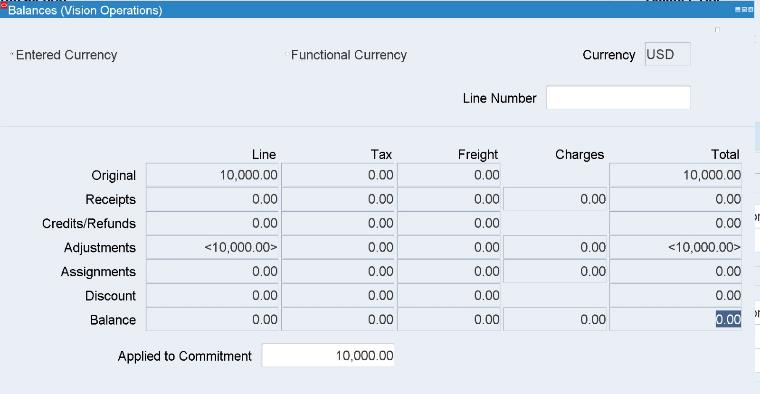 Balances (Vision Operations)
Entered Currency Functional Currency Currency USD
Line Number
Line Tax Freight Charges Total
Original 10,000.00 0.00 0.00 10,000.00
Receipts 0.00 0.00 0.00 0.00 0.00
Credits/Refunds 0.00 0.00 0.00 0.00
Adjustments <10,000.00> 0.00 0.00 0.00 <10,000.00>
Assignments 0.00 0.00 0.00 0.00 0.00
Discount 0.00 0.00 0.00 0.00
Balance 0.00 0.00 0.00 0.00 0.00
Applied to Commitment 10,000.00